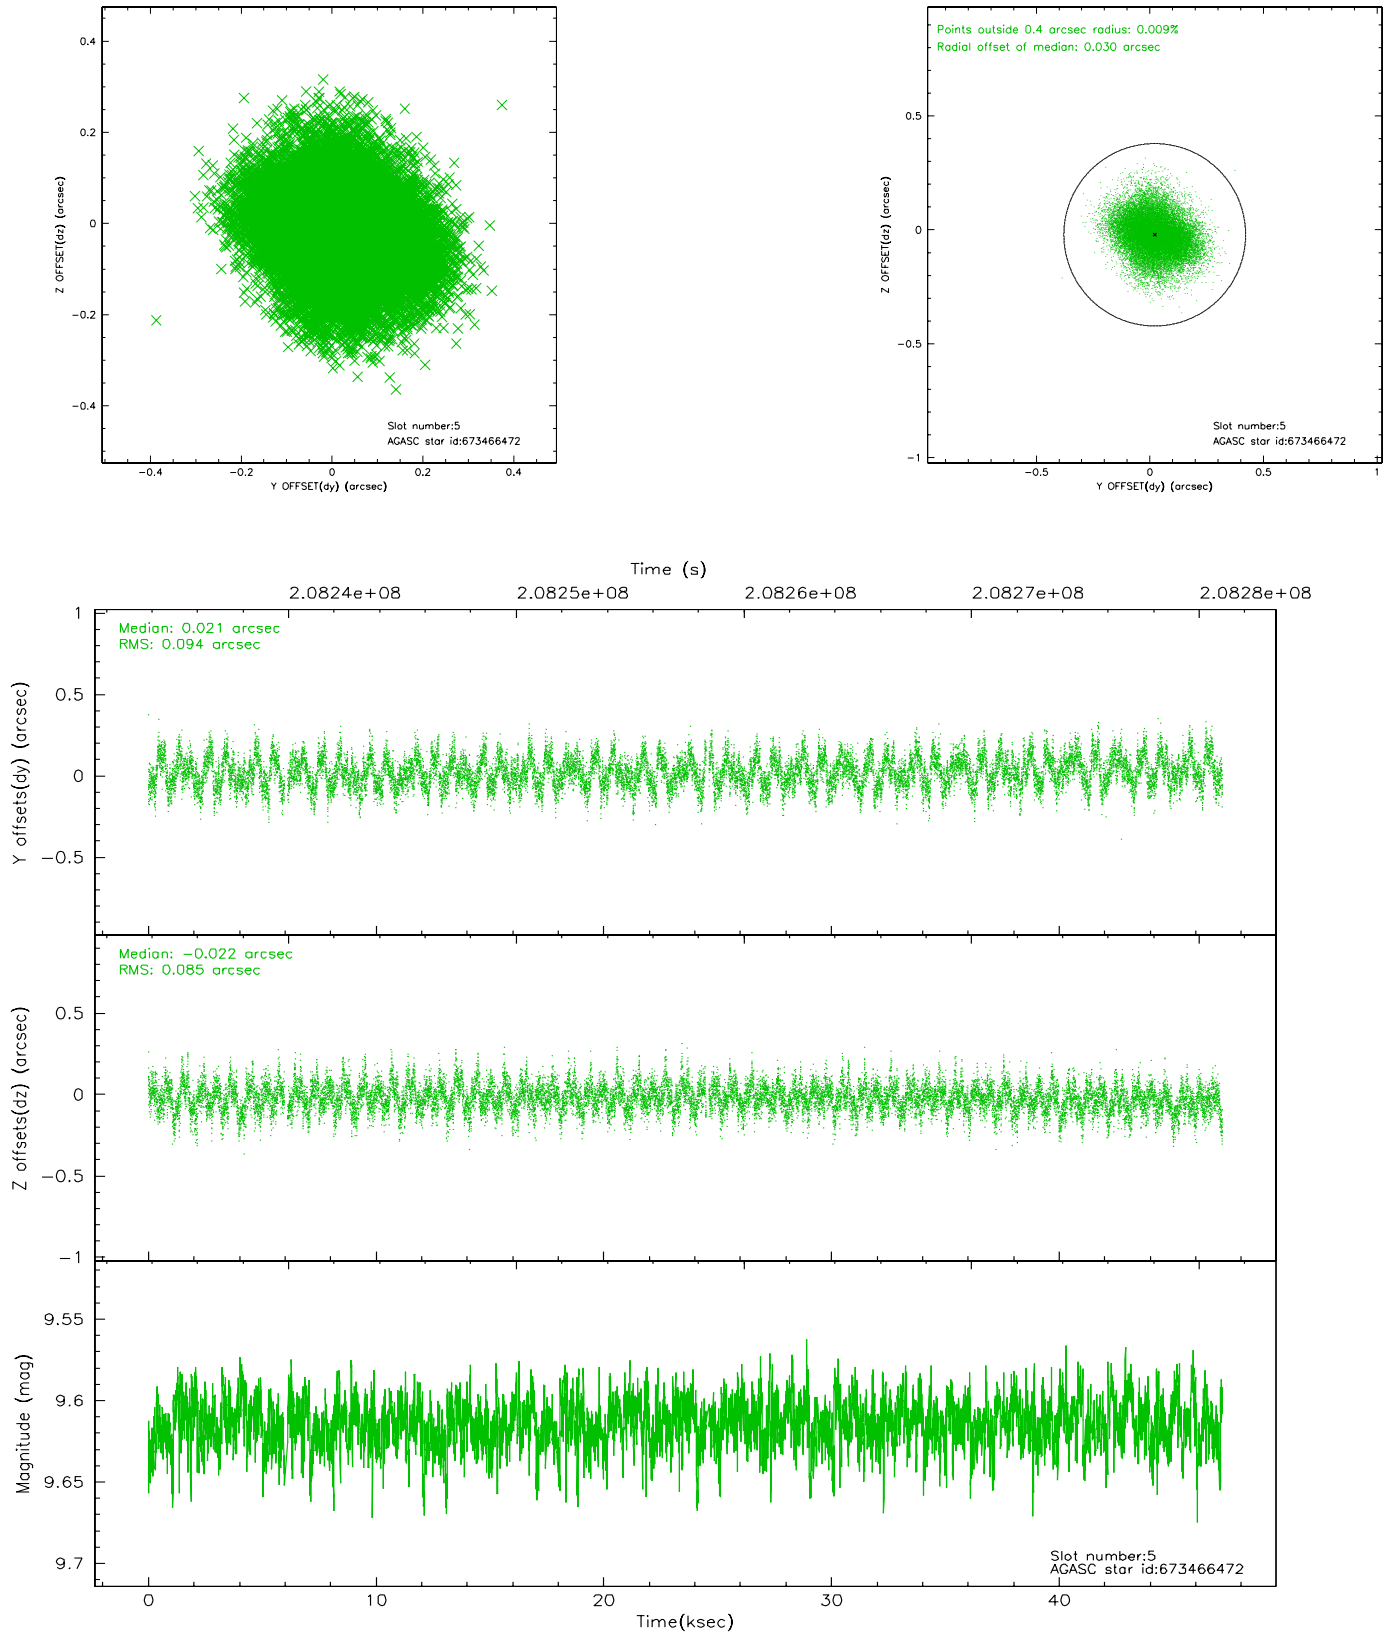 0.4
0.2
0
−0.2
−0.4
Z OFFSET(dz) (arcsec)
−0.4
−0.2
0
0.2
0.4
Y OFFSET(dy) (arcsec)
Slot number:5
AGASC star id:673466472
Points outside 0.4 arcsec radius: 0.009%
Radial offset of median: 0.030 arcsec
0.5
0
−0.5
−1
Z OFFSET(dz) (arcsec)
−0.5
0
0.5
1
Y OFFSET(dy) (arcsec)
Slot number:5
AGASC star id:673466472
Time (s)
2.0824e+08
2.0825e+08
2.0826e+08
2.0827e+08
2.0828e+08
Median: 0.021 arcsec
RMS: 0.094 arcsec
1
0.5
0
−0.5
Y offsets(dy) (arcsec)
Median: −0.022 arcsec
RMS: 0.085 arcsec
0.5
0
−0.5
−1
Z offsets(dz) (arcsec)
9.55
9.6
9.65
9.7
Magnitude (mag)
Slot number:5
AGASC star id:673466472
0
10
20
30
40
Time(ksec)